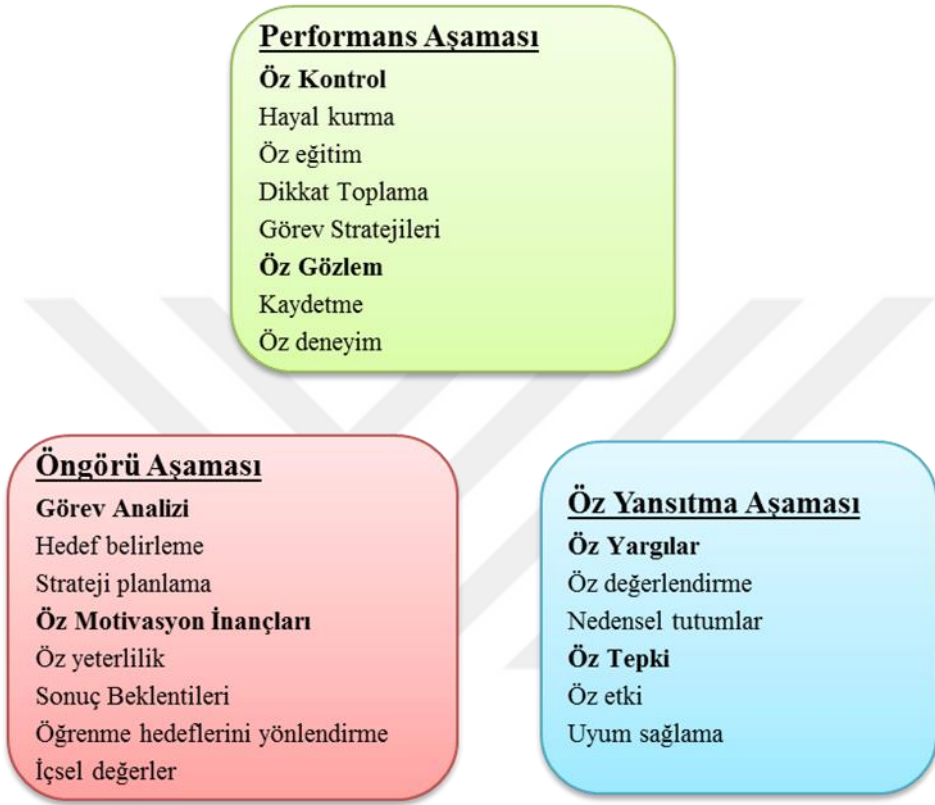 Performans Aşaması
Öz Kontrol
Hayal kurma
Öz eğitim
Dikkat Toplama
Görev Stratejileri
Öz Gözlem
Kaydetme
Öz deneyim
Öngörü Aşaması
Görev Analizi
Hedef belirleme
Strateji planlama
Öz Motivasyon İnançları
Öz yeterlilik
Sonuç Beklentileri
Öğrenme hedeflerini yönlendirme
İçsel değerler
Öz Yansıtma Aşaması
Öz Yargılar
Öz değerlendirme
Nedensel tutumlar
Öz Tepki
Öz etki
Uyum sağlama